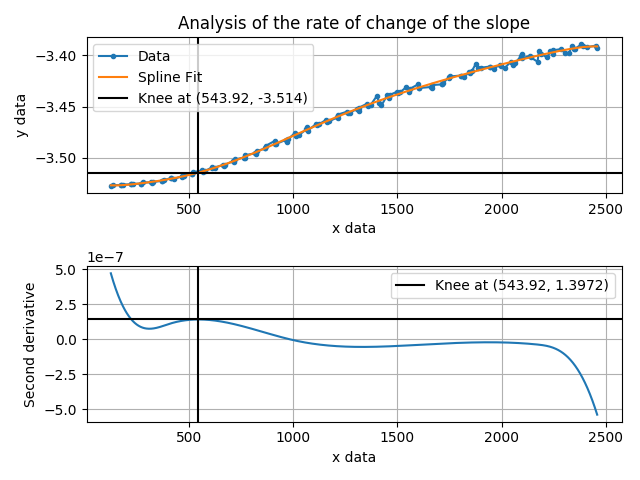 Analysis of the rate of change of the slope
−3.40
−3.45
−3.50
y data
Data
Spline Fit
Knee at (543.92, -3.514)
500 1000 1500 2000 2500
x data
1e−7
5.0
2.5
0.0
−2.5
−5.0
Second derivative
Knee at (543.92, 1.3972)
500 1000 1500 2000 2500
x data